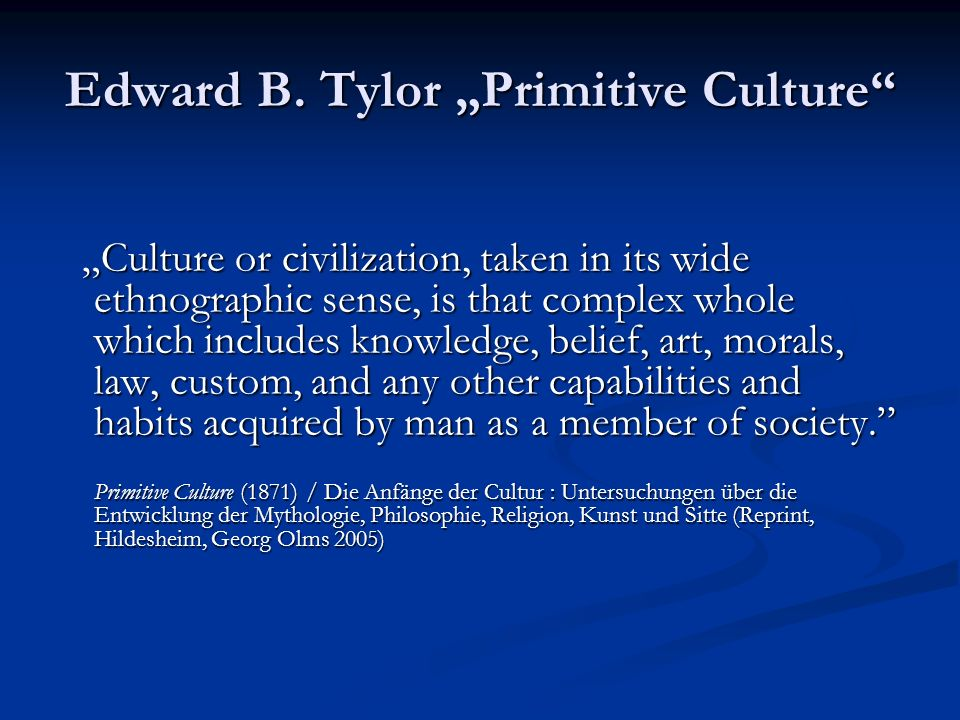 Edward B. Tylor „Primitive Culture“
„Culture or civilization, taken in its wide
ethnographic sense, is that complex whole
which includes knowledge, belief, art, morals,
law, custom, and any other capabilities and
habits acquired by man as a member of society.”
Primitive Culture (1871) / Die Anfänge der Cultur : Untersuchungen über die
Entwicklung der Mythologie, Philosophie, Religion, Kunst und Sitte (Reprint,
Hildesheim, Georg Olms 2005)